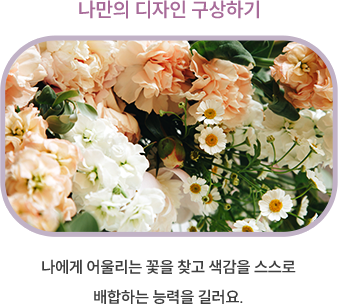 나만의 디자인 구상하기
나에게 어울리는 꽃을 찾고 색감을 스스로
배합하는 능력을 길러요.